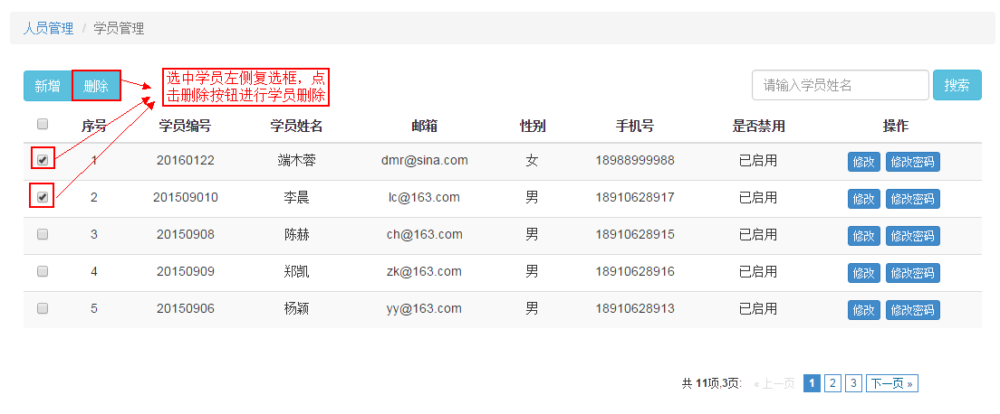 人员管理 / 学员管理
新增 删除
选中学员左侧复选框，点
击删除按钮进行学员删除
请输入学员姓名 搜索
序号 学员编号 学员姓名 邮箱 性别 手机号 是否禁用 操作
1 20160122 端木蓉 dmr@sina.com 女 18988999988 已启用 修改 修改密码
2 201509010 李晨 lc@163.com 男 18910628917 已启用 修改 修改密码
3 20150908 陈赫 ch@163.com 男 18910628915 已启用 修改 修改密码
4 20150909 郑凯 zk@163.com 男 18910628916 已启用 修改 修改密码
5 20150906 杨颖 yy@163.com 男 18910628913 已启用 修改 修改密码
共 11项,3页: « 上一页 1 2 3 下一页 »